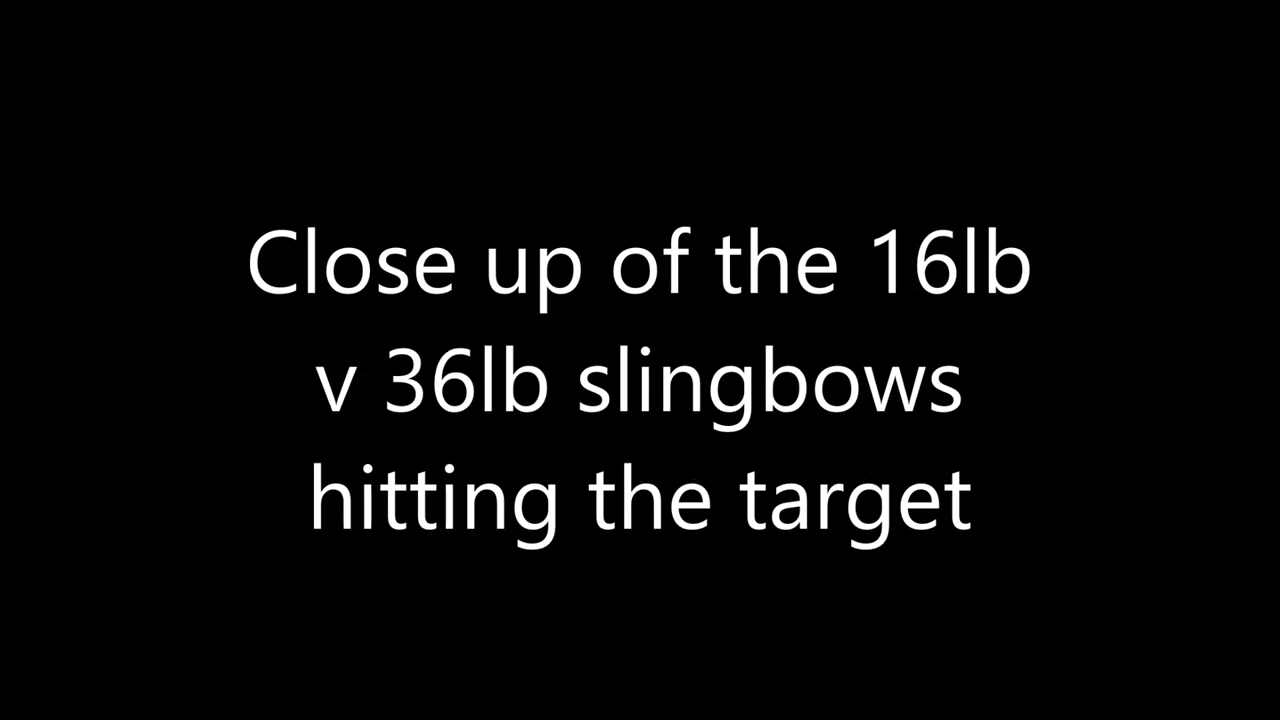 Close up of the 16lb
v 36lb slingbows
hitting the target